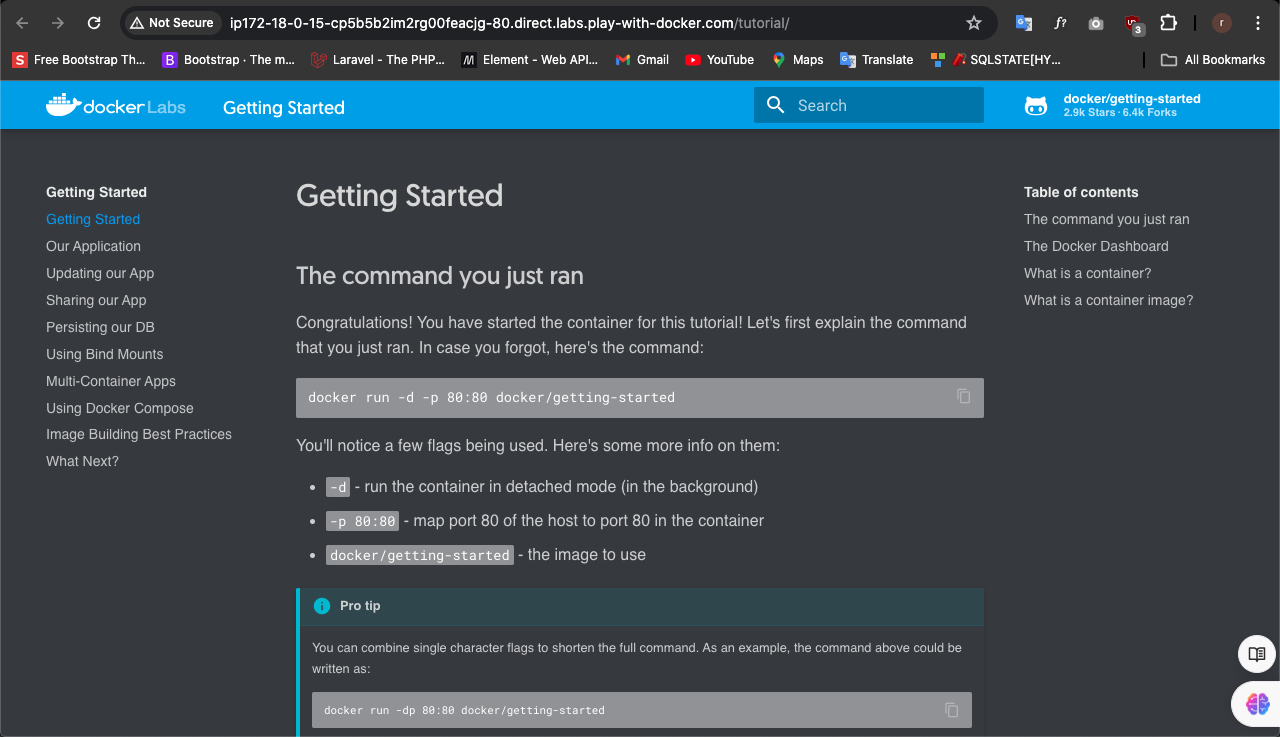 Not Secure
ip172-18-0-15-cp5b5b2im2rg00feacjg-80.direct.labs.play-with-docker.com/tutorial/
f?
3
r
Free Bootstrap Th...
Bootstrap · The m...
Laravel - The PHP...
Element - Web API...
Gmail
YouTube
Maps
Translate
SQLSTATE[HY...
All Bookmarks
docker Labs
Getting Started
Search
docker/getting-started
2.9k Stars · 6.4k Forks
Getting Started
Getting Started
Our Application
Updating our App
Sharing our App
Persisting our DB
Using Bind Mounts
Multi-Container Apps
Using Docker Compose
Image Building Best Practices
What Next?
Getting Started
The command you just ran
Congratulations! You have started the container for this tutorial! Let's first explain the command
that you just ran. In case you forgot, here's the command:
docker run -d -p 80:80 docker/getting-started
You'll notice a few flags being used. Here's some more info on them:
• -d - run the container in detached mode (in the background)
• -p 80:80 - map port 80 of the host to port 80 in the container
• docker/getting-started - the image to use
Pro tip
You can combine single character flags to shorten the full command. As an example, the command above could be
written as:
docker run -dp 80:80 docker/getting-started
Table of contents
The command you just ran
The Docker Dashboard
What is a container?
What is a container image?